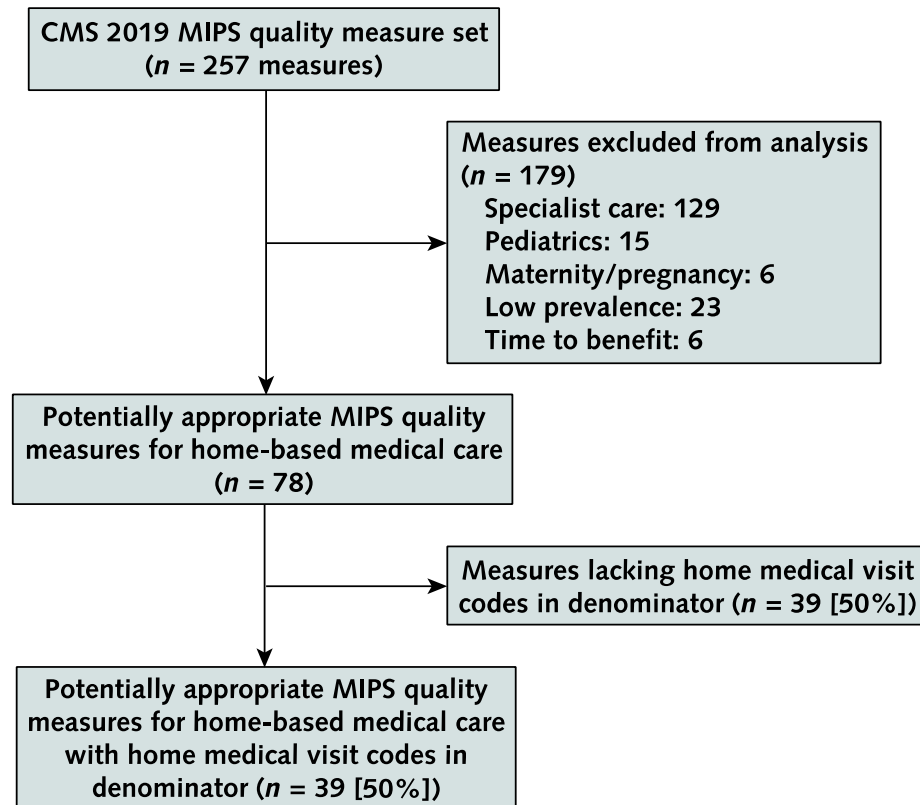 CMS 2019 MIPS quality measure set
(n = 257 measures)
Measures excluded from analysis
(n = 179)
Specialist care: 129
Pediatrics: 15
Maternity/pregnancy: 6
Low prevalence: 23
Time to benefit: 6
Potentially appropriate MIPS quality
measures for home-based medical care
(n = 78)
Measures lacking home medical visit
codes in denominator (n = 39 [50%])
Potentially appropriate MIPS quality
measures for home-based medical care
with home medical visit codes in
denominator (n = 39 [50%])